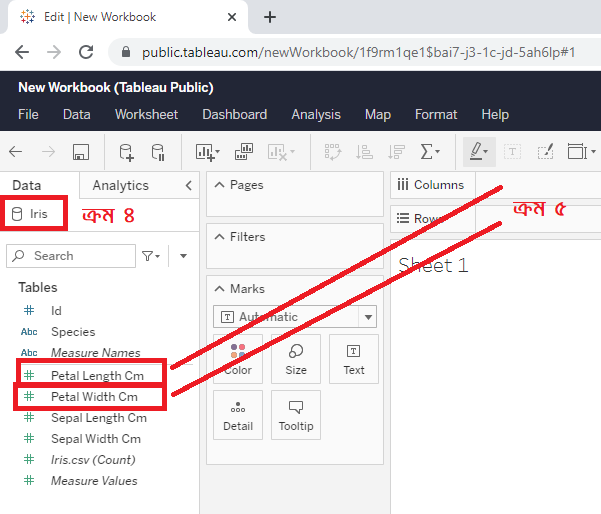 Edit | New Workbook
public.tableau.com/newWorkbook/1f9rm1qe1$bai7-j3-1c-jd-5ah6lp#1
New Workbook (Tableau Public)
File Data Worksheet Dashboard Analysis Map Format Help
Data Analytics
Pages
Columns
Iris
ক্রম ৪
ক্রম ৫
Rows
Filters
Search
Sheet 1
Tables
Marks
Id
Automatic
Abc Species
Abc Measure Names
Color Size Text
Petal Length Cm
Petal Width Cm
Sepal Length Cm
Detail Tooltip
Sepal Width Cm
Iris.csv (Count)
Measure Values